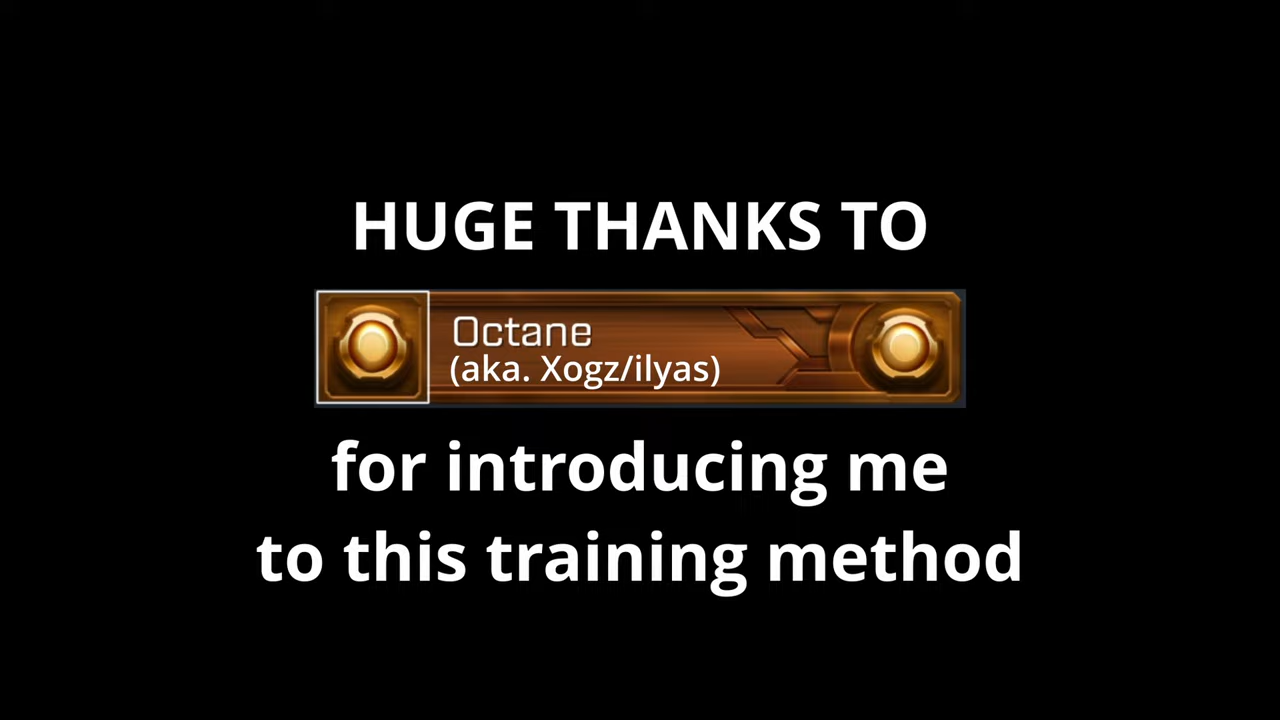 HUGE THANKS TO
Octane
(aka. Xogz/ilyas)
for introducing me
to this training method